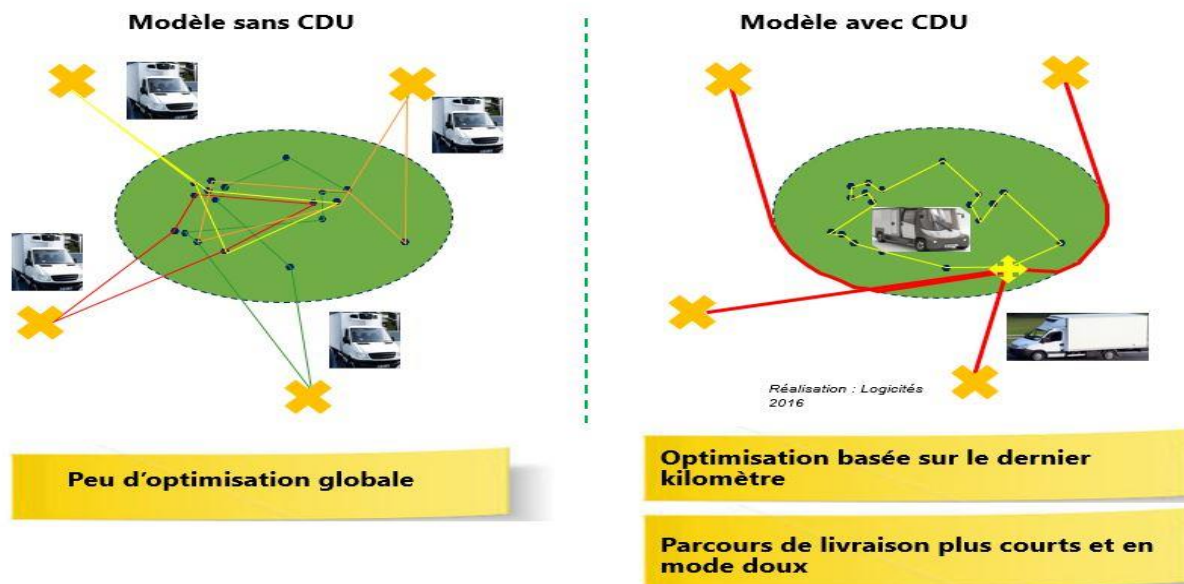 Modèle sans CDU
Modèle avec CDU
Réalisation : Logicités
2016
Peu d’optimisation globale
Optimisation basée sur le dernier
kilomètre
Parcours de livraison plus courts et en
mode doux